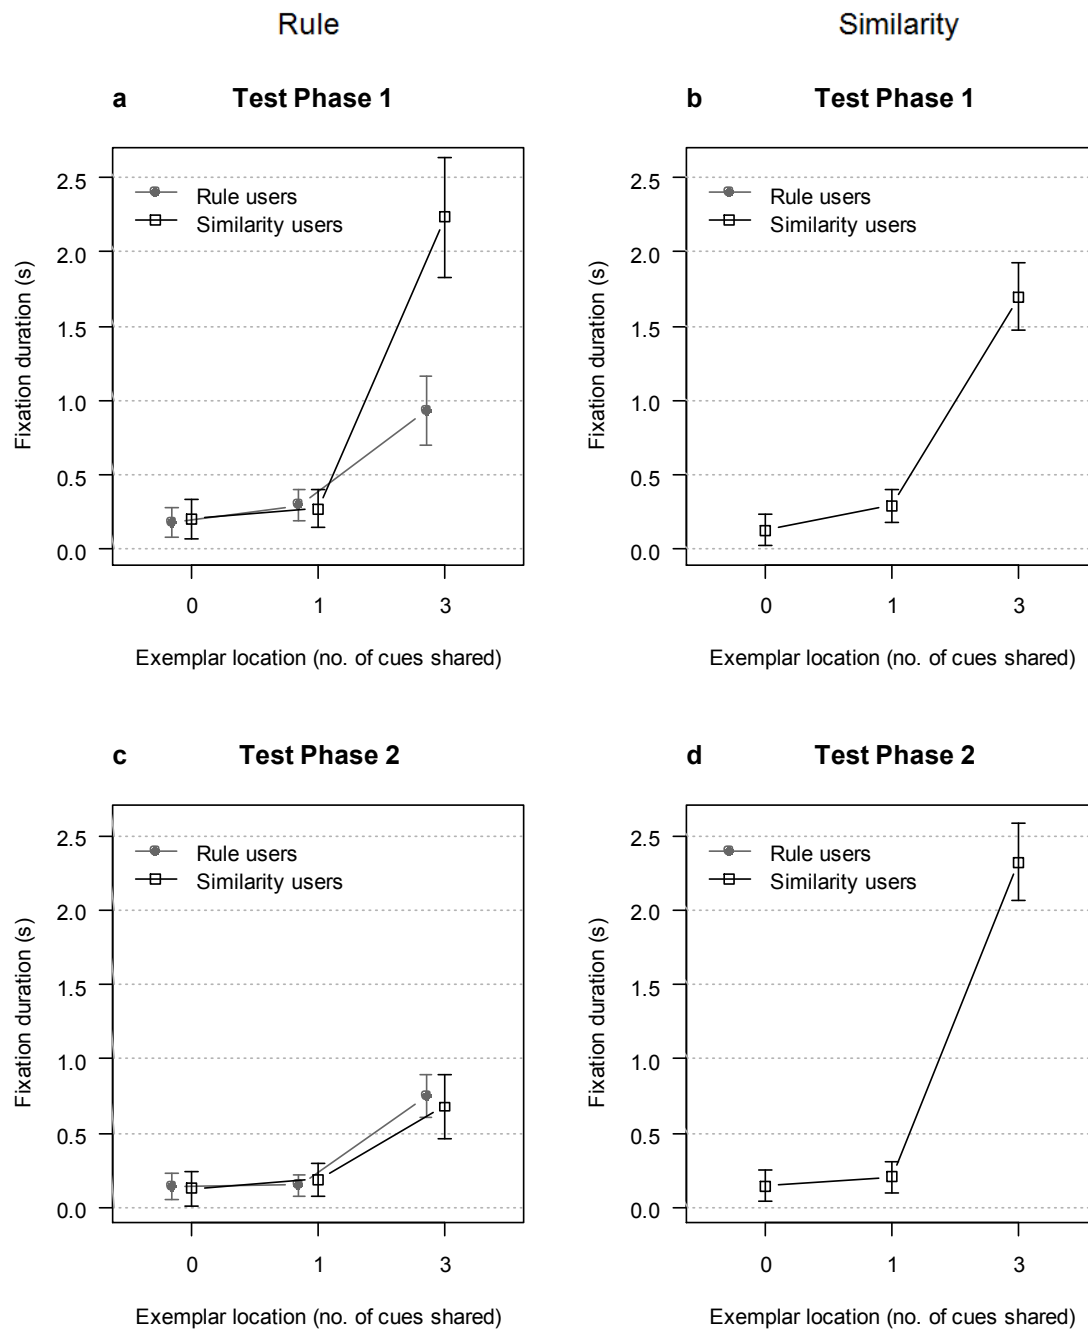 Rule
Similarity
a Test Phase 1
Fixation duration (s)
2.5
2.0
1.5
1.0
0.5
0.0
Rule users
Similarity users
0 1 3
Exemplar location (no. of cues shared)
b Test Phase 1
Fixation duration (s)
2.5
2.0
1.5
1.0
0.5
0.0
Rule users
Similarity users
0 1 3
Exemplar location (no. of cues shared)
c Test Phase 2
Fixation duration (s)
2.5
2.0
1.5
1.0
0.5
0.0
Rule users
Similarity users
0 1 3
Exemplar location (no. of cues shared)
d Test Phase 2
Fixation duration (s)
2.5
2.0
1.5
1.0
0.5
0.0
Rule users
Similarity users
0 1 3
Exemplar location (no. of cues shared)